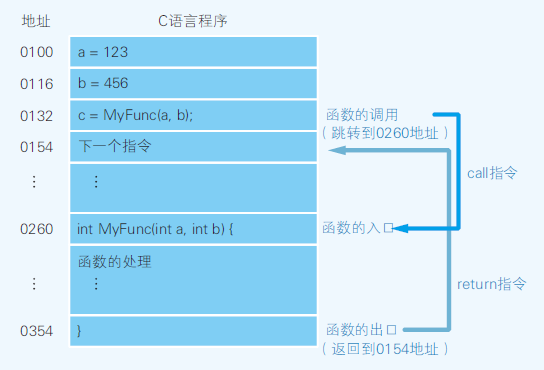 地址 C语言程序
0100 a = 123
0116 b = 456
0132 c = MyFunc(a, b); 函数的调用
（跳转到0260地址）
0154 下一个指令
call指令
⋮ ⋮
0260 int MyFunc(int a, int b) { 函数的入口
函数的处理
⋮ ⋮ return指令
0354 } 函数的出口
（返回到0154地址）